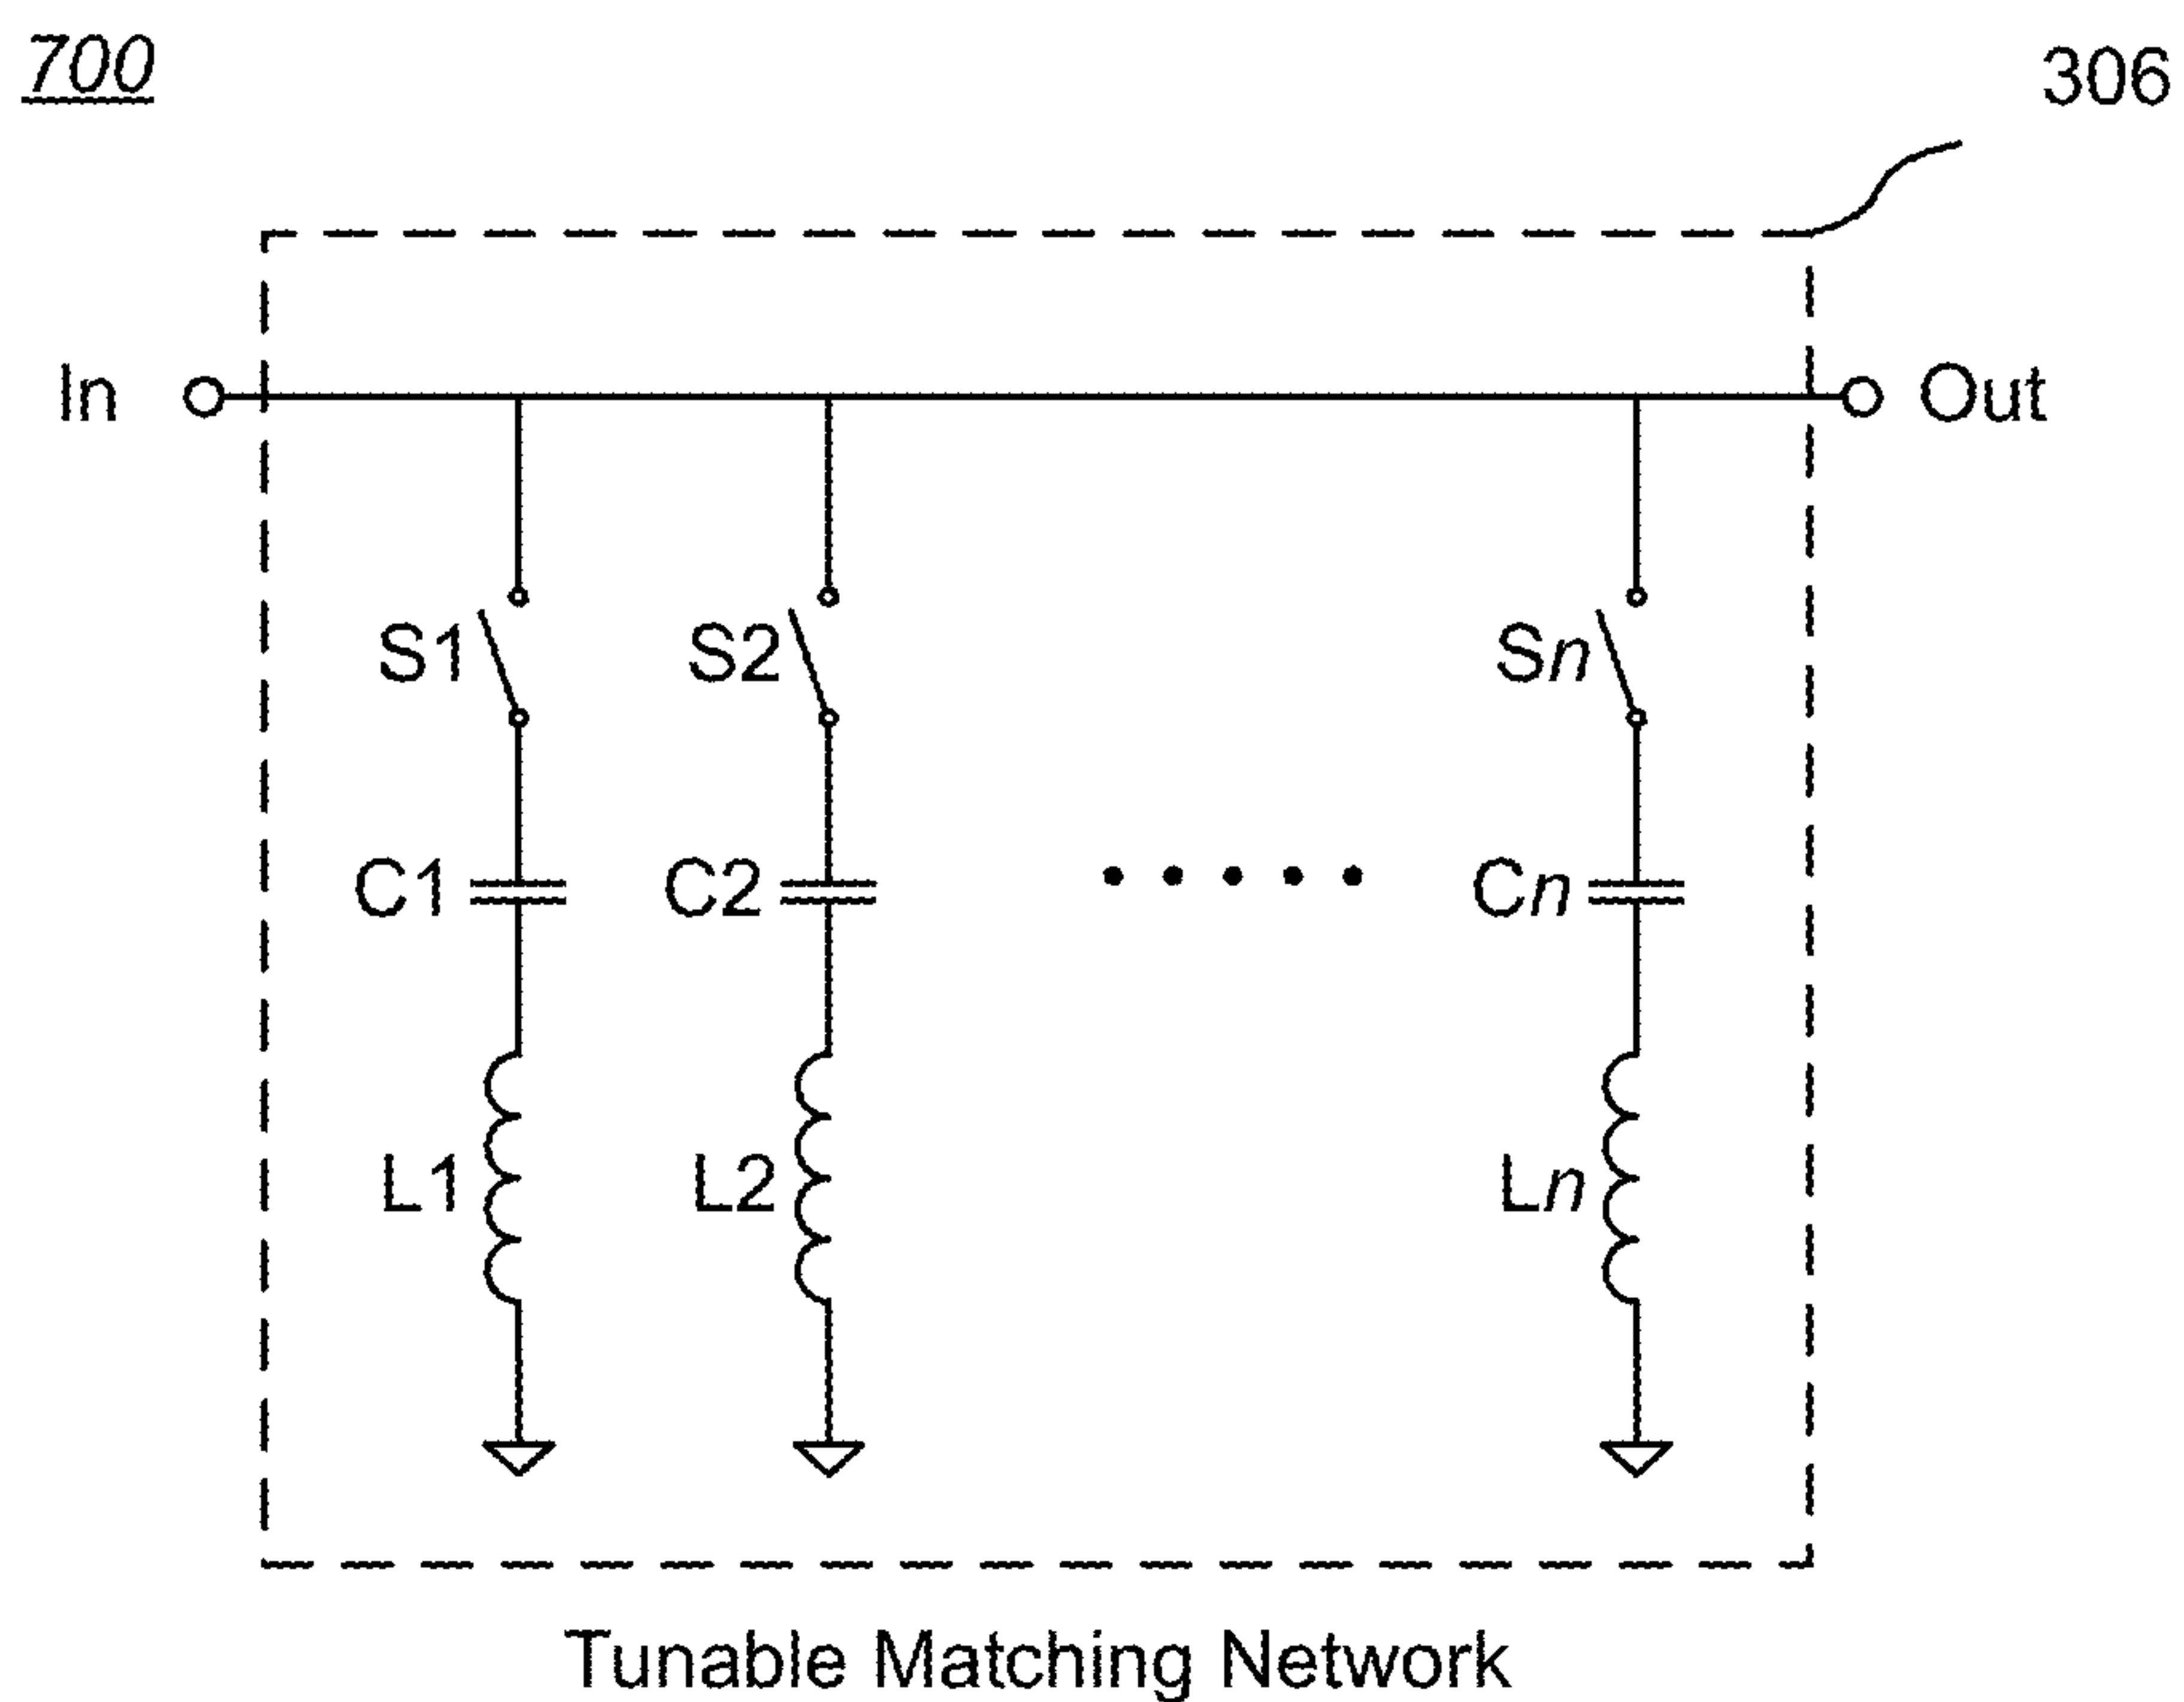 700
306
In
Out
S1
S2
Sn
C1
C2
Cn
L1
L2
Ln
Tunable Matching Network